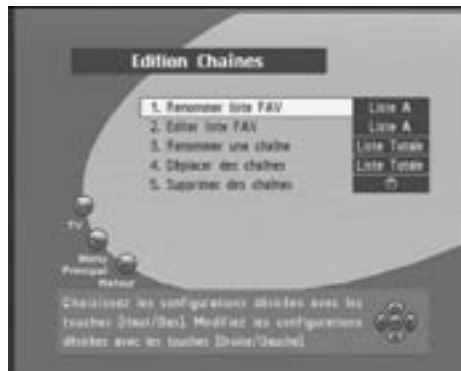 Edition Chaînes
1. Renommer liste FAV Liste A
2. Editer liste FAV Liste A
3. Renommer une chaîne Liste Totale
4. Déplacer des chaînes Liste Totale
5. Supprimer des chaînes
TV
Menu
Principal
Retour
Choisissez les configurations désirées avec les
touches [Haut/Bas]. Modifiez les configurations
désirées avec les touches [Droite/Gauche].